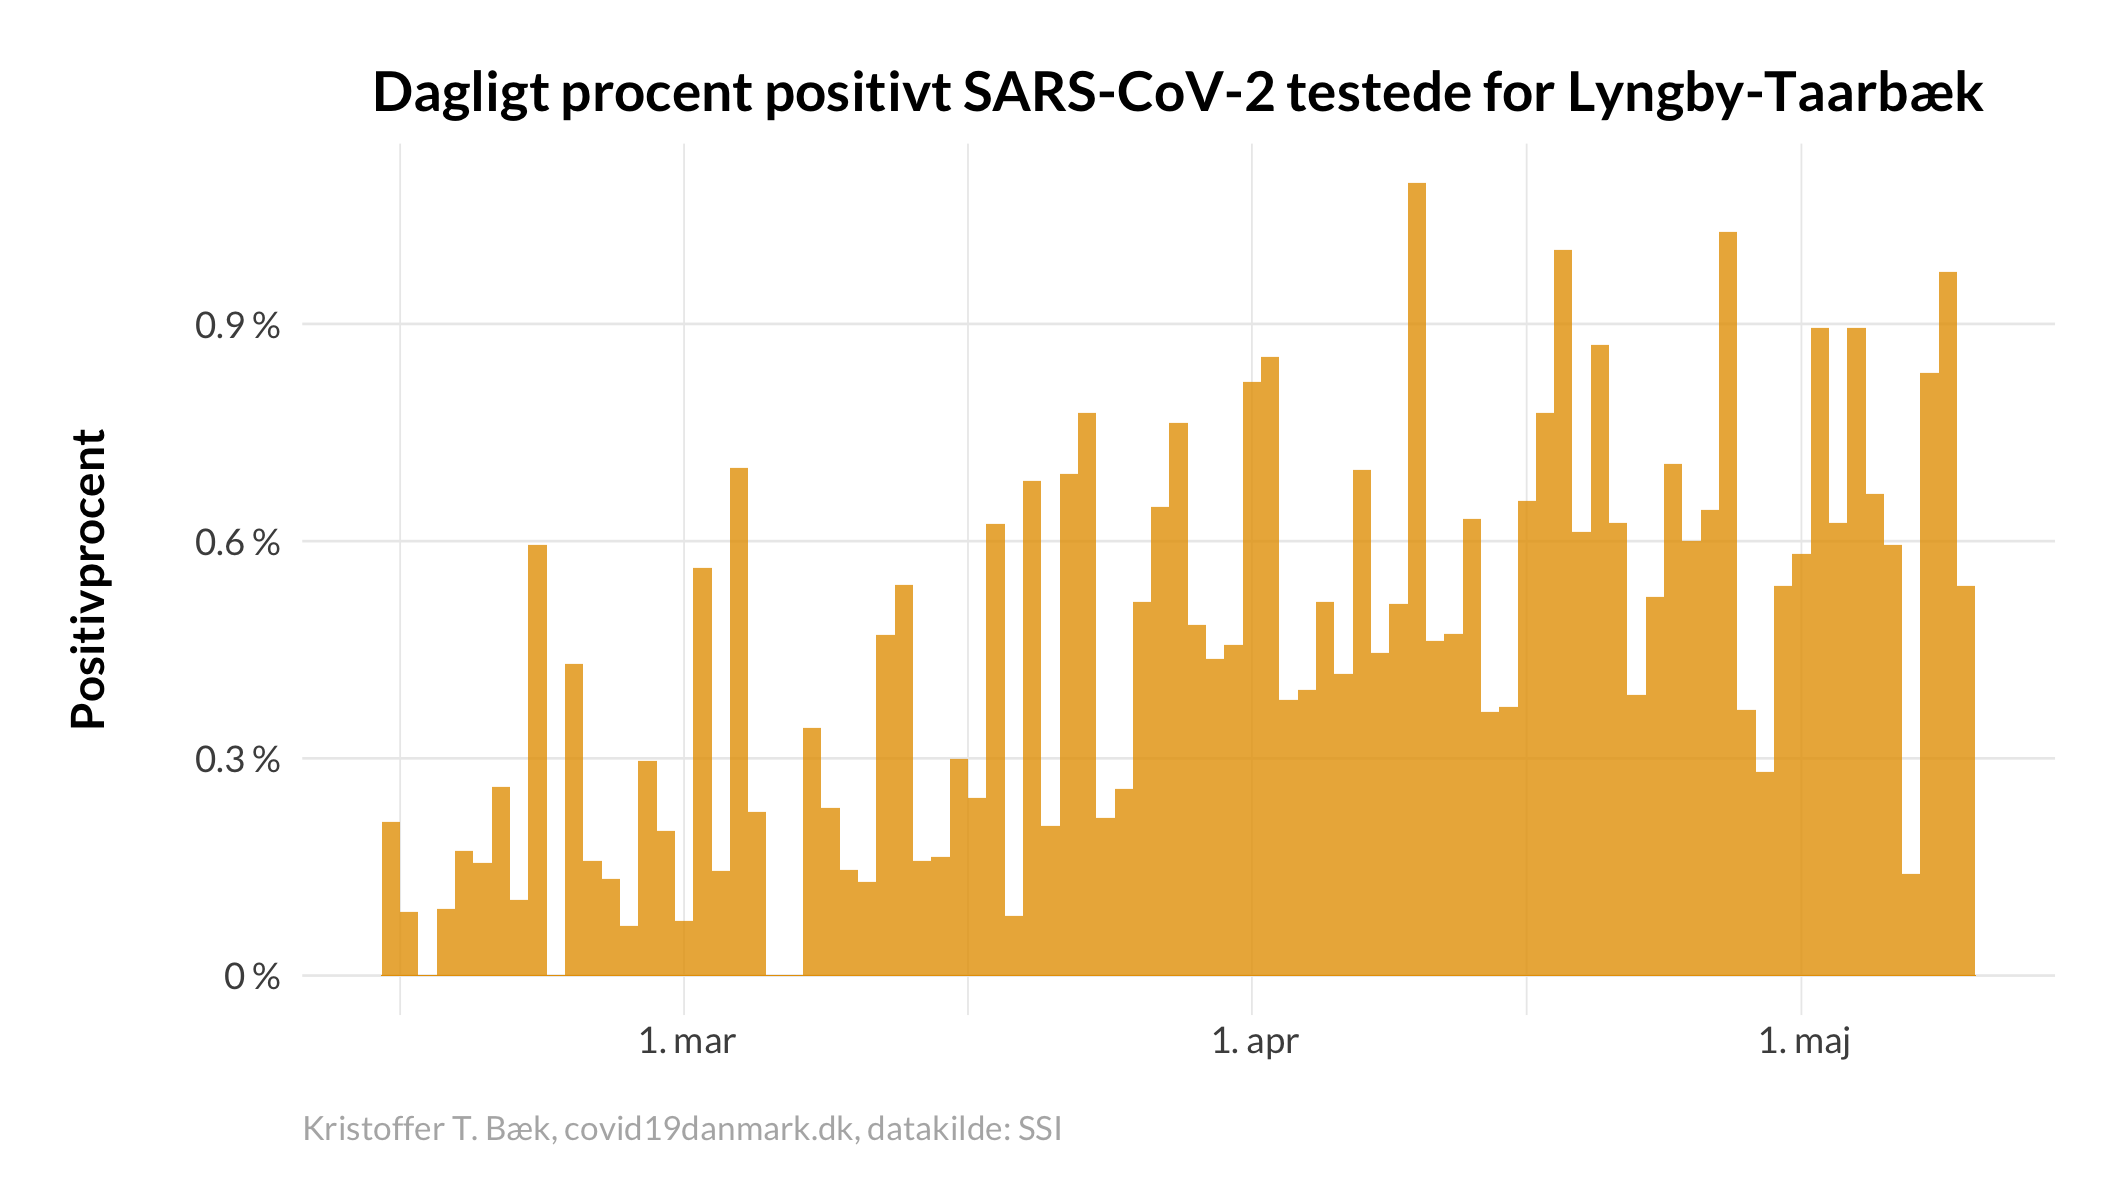 Dagligt procent positivt SARS-CoV-2 testede for Lyngby-Taarbæk
Positivprocent
0.9 %
0.6 %
0.3 %
0 %
1. mar
1. apr
1. maj
Kristoffer T. Bæk, covid19danmark.dk, datakilde: SSI